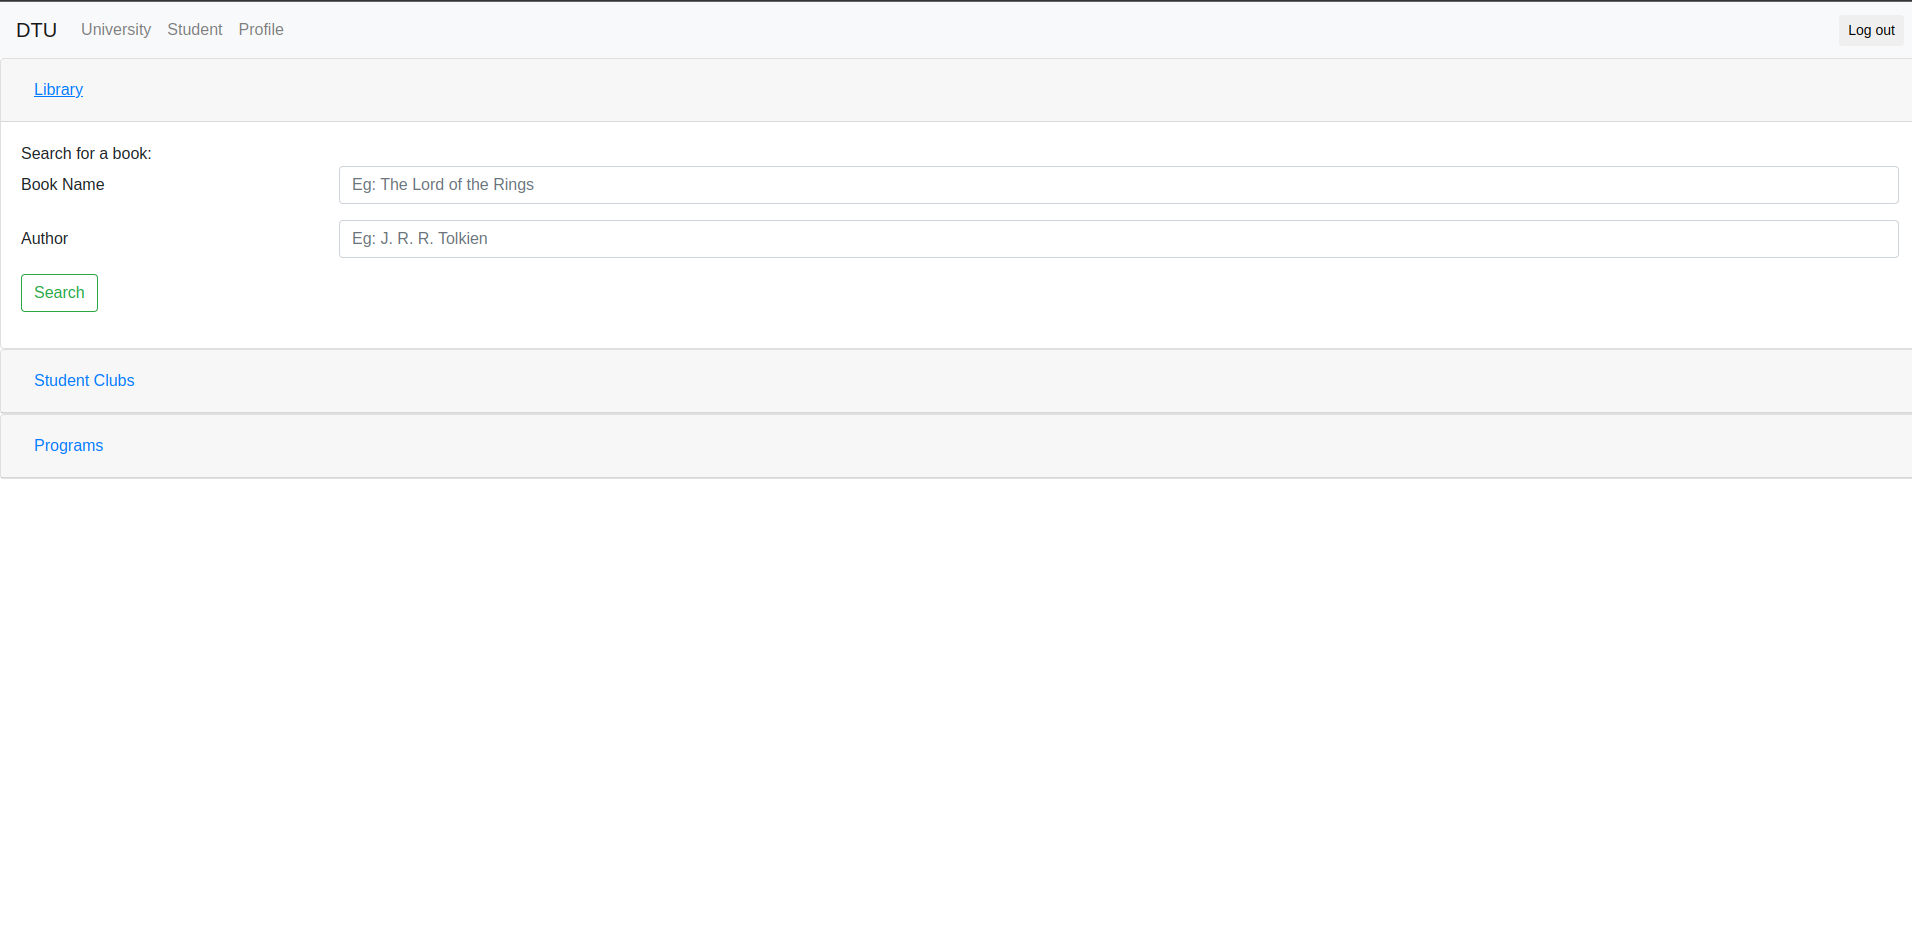 DTU University Student Profile Log out
Library
Search for a book:
Book Name Eg: The Lord of the Rings
Author Eg: J. R. R. Tolkien
Search
Student Clubs
Programs